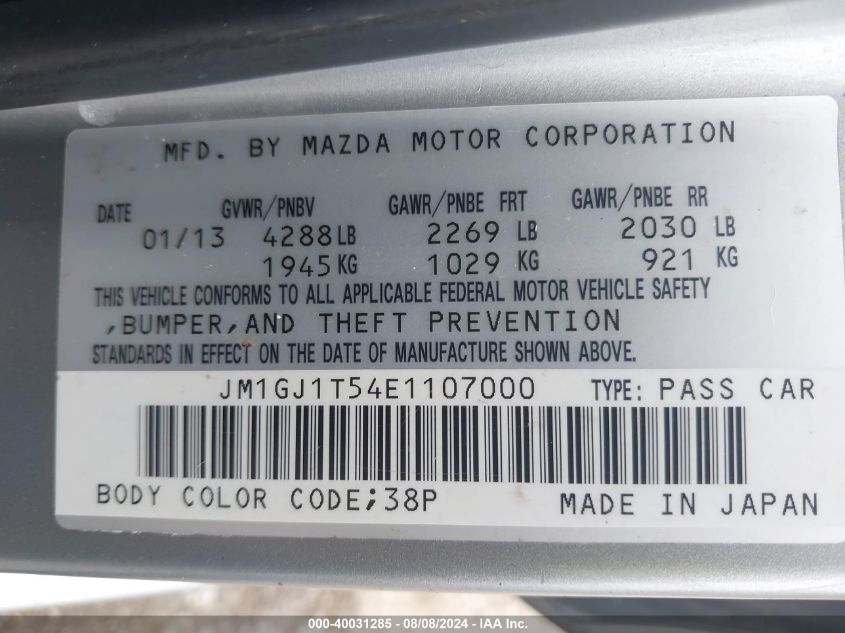 MFD. BY MAZDA MOTOR CORPORATION
DATE GVWR/PNBV GAWR/PNBE FRT GAWR/PNBE RR
01/13 4288 LB 2269 LB 2030 LB
1945 KG 1029 KG 921 KG
THIS VEHICLE CONFORMS TO ALL APPLICABLE FEDERAL MOTOR VEHICLE SAFETY
,BUMPER,AND THEFT PREVENTION
STANDARDS IN EFFECT ON THE DATE OF MANUFACTURE SHOWN ABOVE.
JM1GJ1T54E1107000 TYPE: PASS CAR
BODY COLOR CODE;38P MADE IN JAPAN
000-40031285 - 08/08/2024 - IAA Inc.